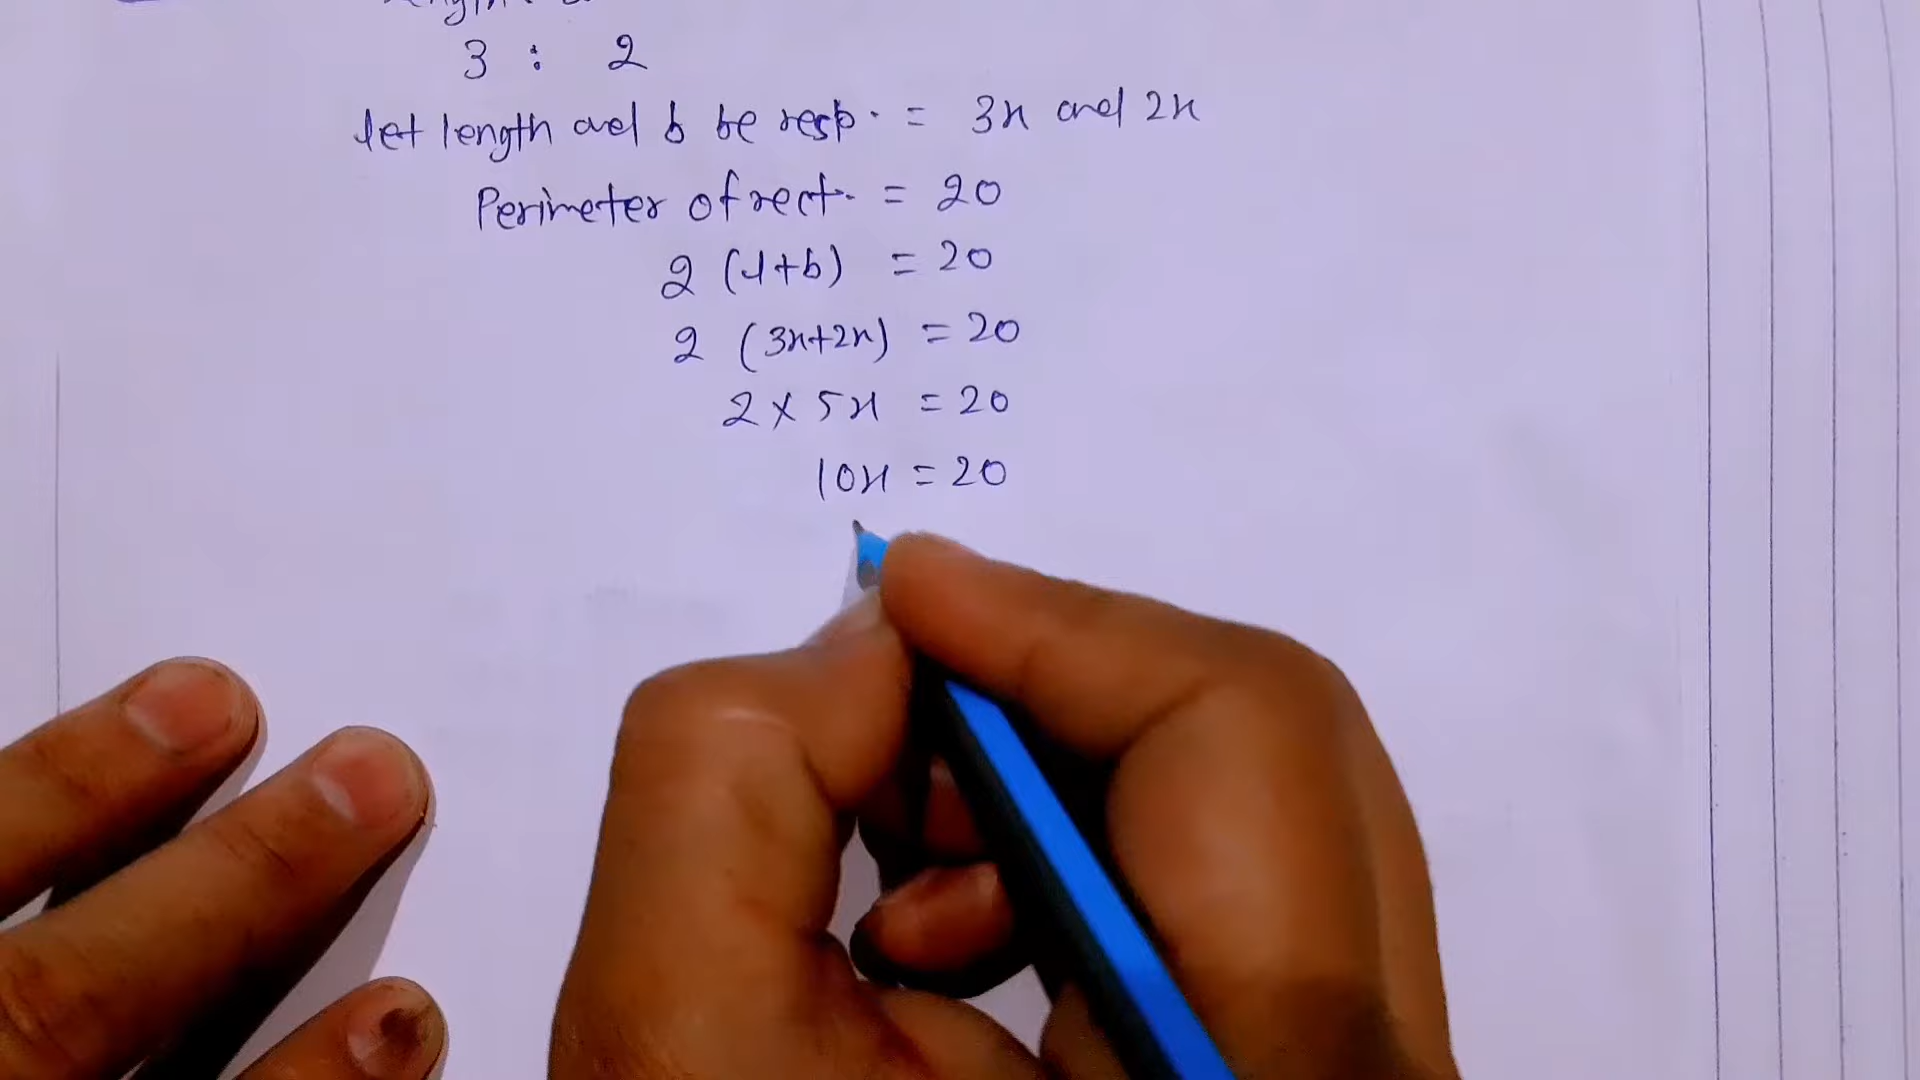 3 : 2
let length and b be resp. = 3x and 2x
Perimeter of rect. = 20
2 (l+b) = 20
2 (3x+2x) = 20
2 × 5x = 20
10x = 20